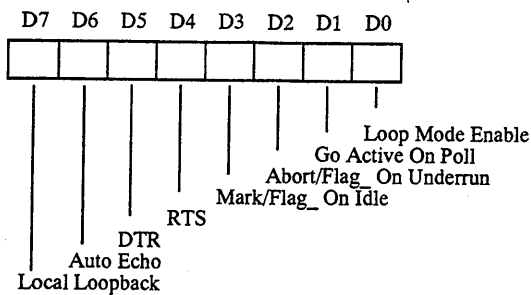 D7 D6 D5 D4 D3 D2 D1 D0
Loop Mode Enable
Go Active On Poll
Abort/Flag_ On Underrun
Mark/Flag_ On Idle
RTS
DTR
Auto Echo
Local Loopback